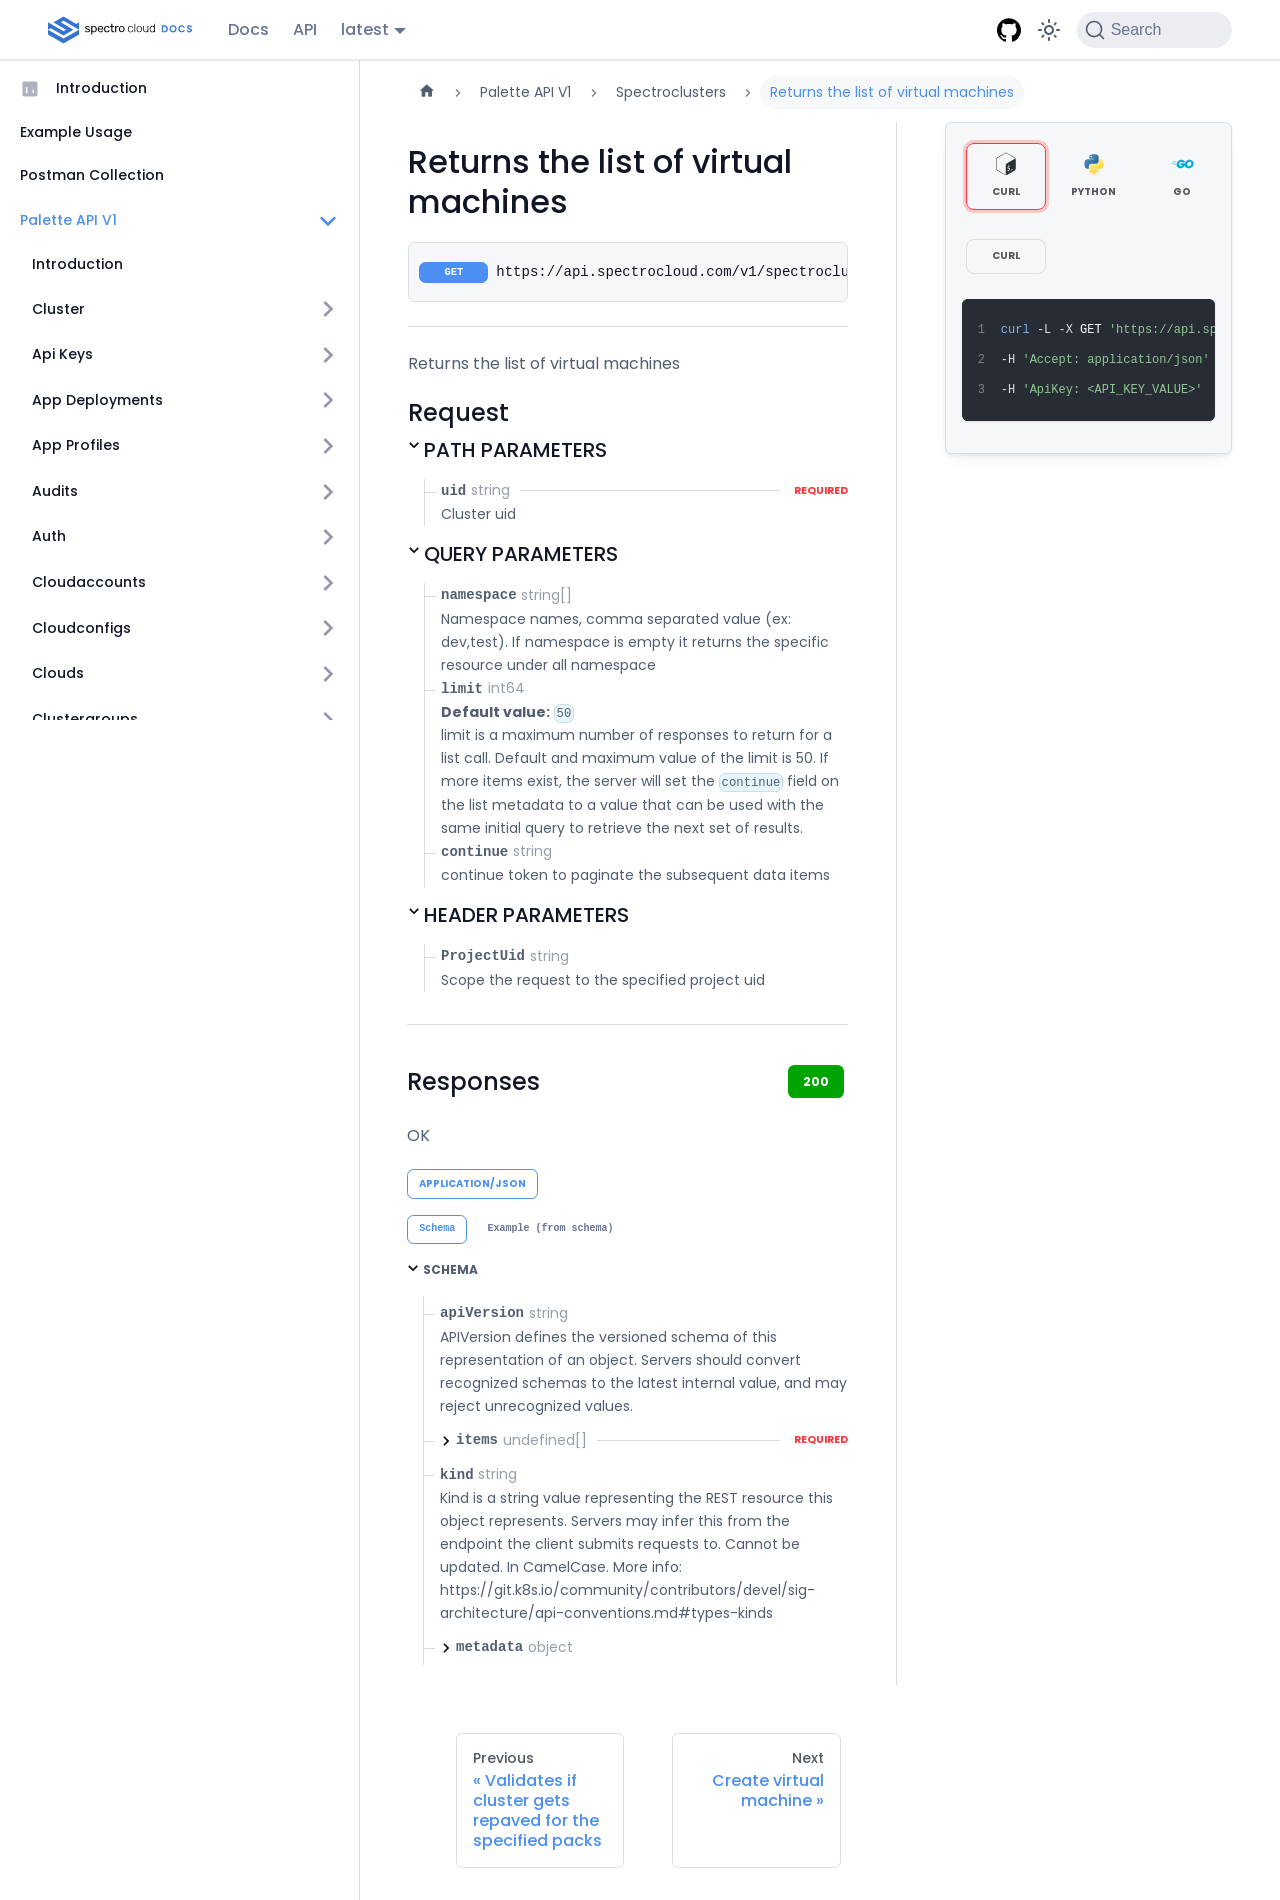 spectro cloud DOCS
Docs
API
latest
Search
Introduction
Example Usage
Postman Collection
Palette API V1
Introduction
Cluster
Api Keys
App Deployments
App Profiles
Audits
Auth
Cloudaccounts
Cloudconfigs
Clouds
Clustergroups
Palette API V1
Spectroclusters
Returns the list of virtual machines
Returns the list of virtual
machines
GET https://api.spectrocloud.com/v1/spectroclu
Returns the list of virtual machines
Request
PATH PARAMETERS
uid string REQUIRED
Cluster uid
QUERY PARAMETERS
namespace string[]
Namespace names, comma separated value (ex:
dev,test). If namespace is empty it returns the specific
resource under all namespace
limit int64
Default value: 50
limit is a maximum number of responses to return for a
list call. Default and maximum value of the limit is 50. If
more items exist, the server will set the continue field on
the list metadata to a value that can be used with the
same initial query to retrieve the next set of results.
continue string
continue token to paginate the subsequent data items
HEADER PARAMETERS
ProjectUid string
Scope the request to the specified project uid
Responses
200
OK
APPLICATION/JSON
Schema
Example (from schema)
SCHEMA
apiVersion string
APIVersion defines the versioned schema of this
representation of an object. Servers should convert
recognized schemas to the latest internal value, and may
reject unrecognized values.
items undefined[] REQUIRED
kind string
Kind is a string value representing the REST resource this
object represents. Servers may infer this from the
endpoint the client submits requests to. Cannot be
updated. In CamelCase. More info:
https://git.k8s.io/community/contributors/devel/sig-
architecture/api-conventions.md#types-kinds
metadata object
CURL
PYTHON
GO
CURL
1 curl -L -X GET 'https://api.sp
2 -H 'Accept: application/json'
3 -H 'ApiKey: <API_KEY_VALUE>'
Previous
« Validates if
cluster gets
repaved for the
specified packs
Next
Create virtual
machine »